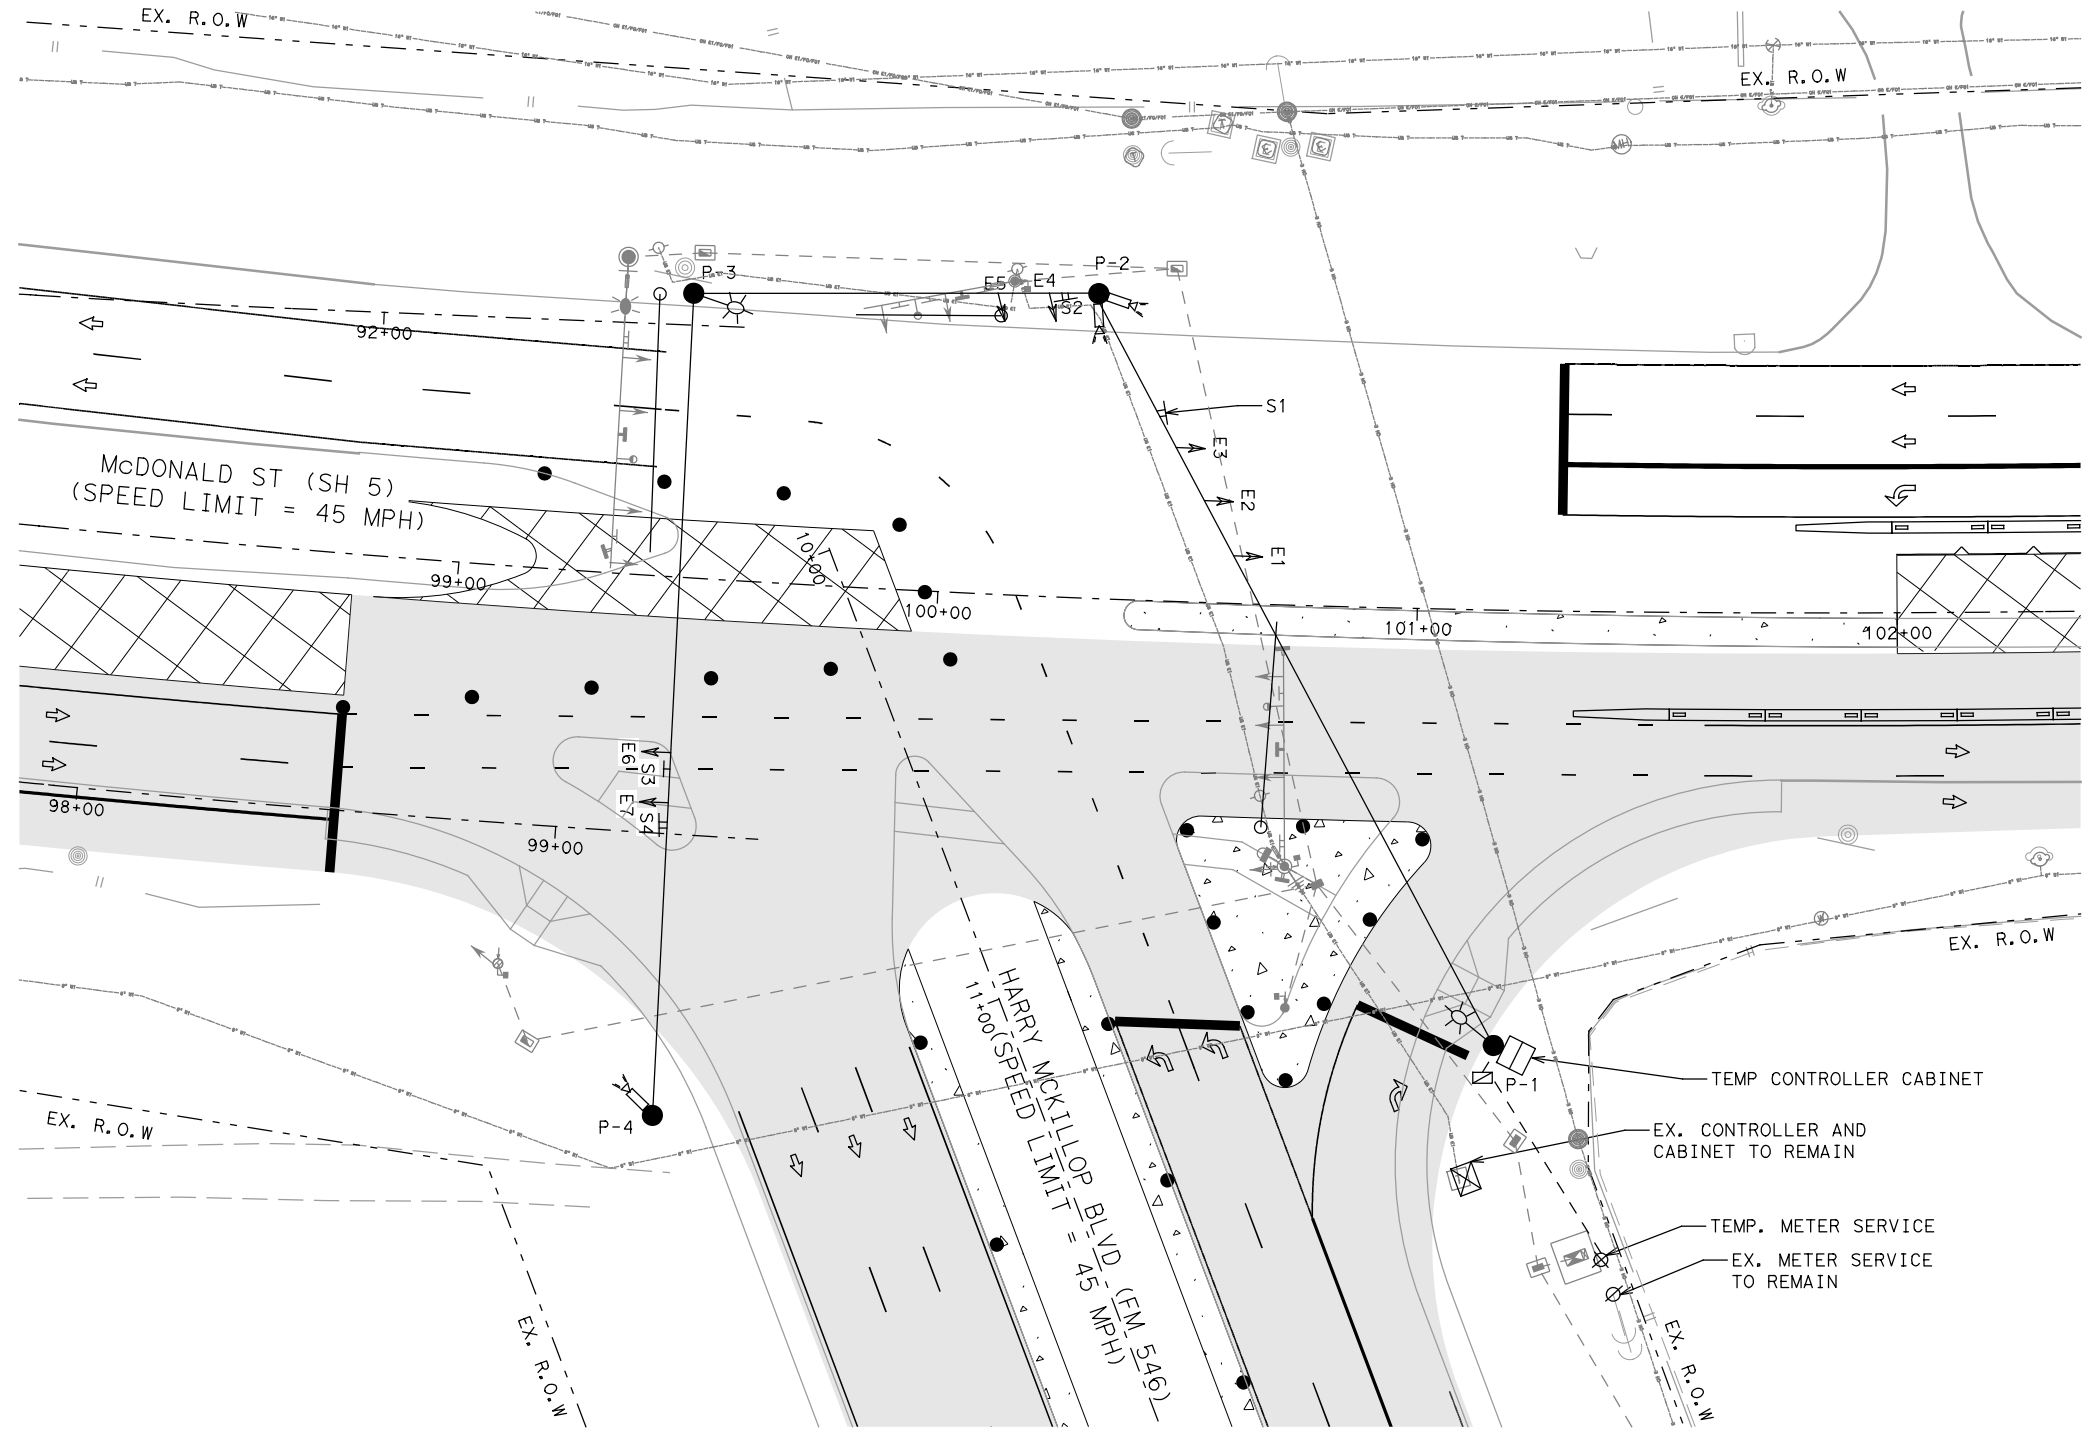 EX. R.O.W
EX. R.O.W
P-3
E5
E4
S2
P-2
92+00
S1
E3
E2
E1
McDONALD ST (SH 5)
(SPEED LIMIT = 45 MPH)
99+00
10+00
100+00
101+00
102+00
E6
S3
E7
S4
98+00
99+00
EX. R.O.W
HARRY MCKILLOP BLVD (FM 546)
11+00
(SPEED LIMIT = 45 MPH)
P-1
TEMP CONTROLLER CABINET
EX. R.O.W
P-4
EX. CONTROLLER AND
CABINET TO REMAIN
TEMP. METER SERVICE
EX. METER SERVICE
TO REMAIN
EX. R.O.W
EX. R.O.W